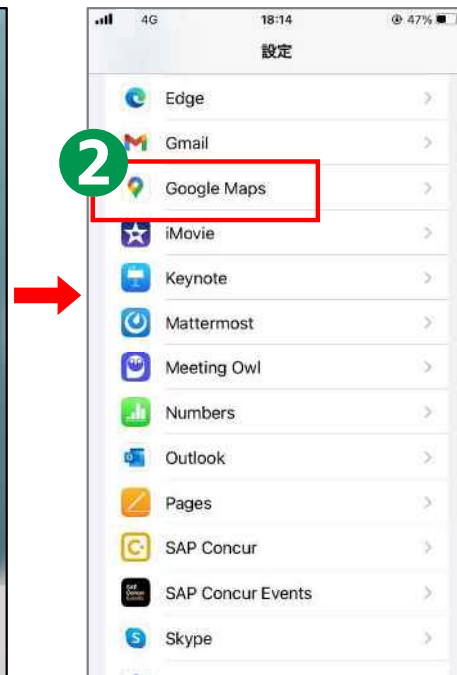 4G 18:14 47%
設定
Edge
Gmail
2
Google Maps
iMovie
Keynote
Mattermost
Meeting Owl
Numbers
Outlook
Pages
SAP Concur
SAP Concur Events
Skype